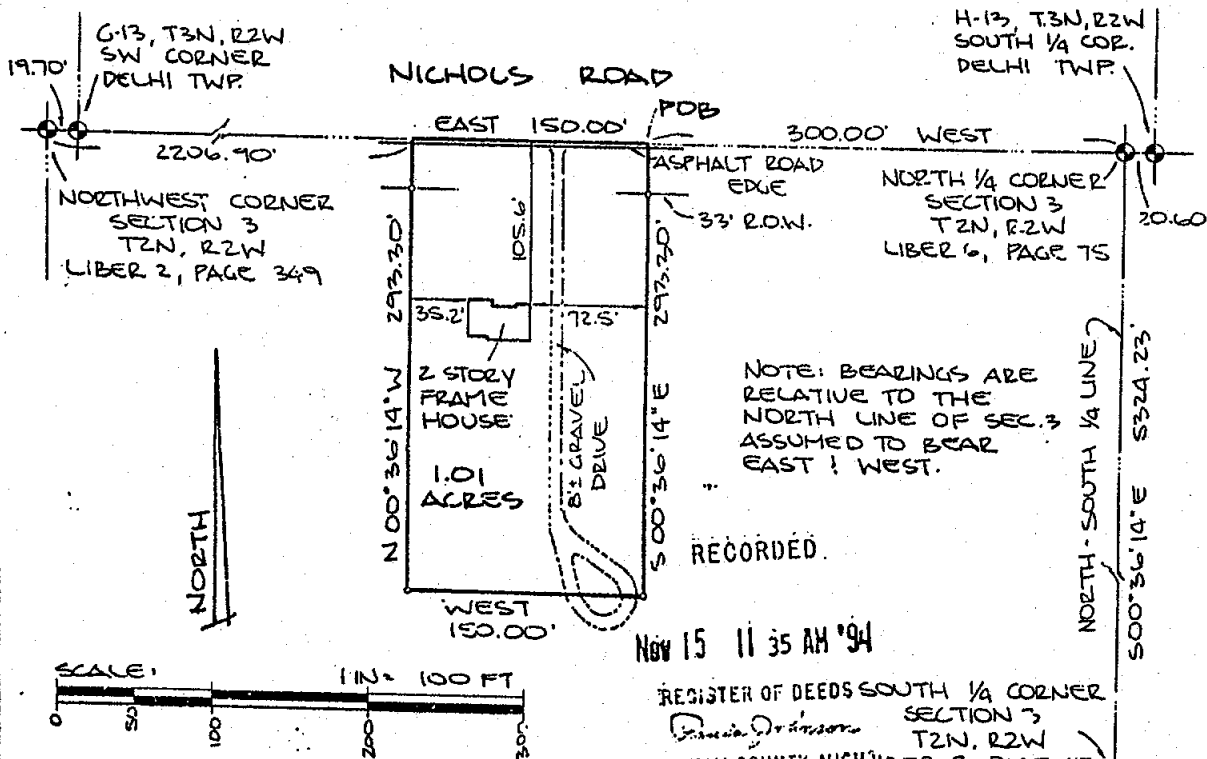 19.70'
G-13, T3N, R2W
SW CORNER
DELHI TWP.
NICHOLS ROAD
H-13, T.3N, R2W
SOUTH 1/4 COR.
DELHI TWP.
POB
EAST 150.00'
300.00' WEST
2206.90'
ASPHALT ROAD
EDGE
33' R.O.W.
NORTHWEST CORNER
SECTION 3
T2N, R2W
LIBER 2, PAGE 349
NORTH 1/4 CORNER
SECTION 3
T2N, R2W
LIBER 6, PAGE 75
20.60
105.6'
293.30'
293.30'
35.2'
72.5'
2 STORY
FRAME
HOUSE
1.01
ACRES
8'± GRAVEL
DRIVE
N 00°36'14" W
S 00°36'14" E
NOTE: BEARINGS ARE
RELATIVE TO THE
NORTH LINE OF SEC. 3
ASSUMED TO BEAR
EAST & WEST.
NORTH-SOUTH 1/4 LINE
S00°36'14" E 5324.23'
NORTH
RECORDED
WEST
150.00'
Nov 15 11 35 AM '94
SCALE: 1 IN = 100 FT
0 50 100 200 300
REGISTER OF DEEDS
SOUTH 1/4 CORNER
SECTION 3
T2N, R2W